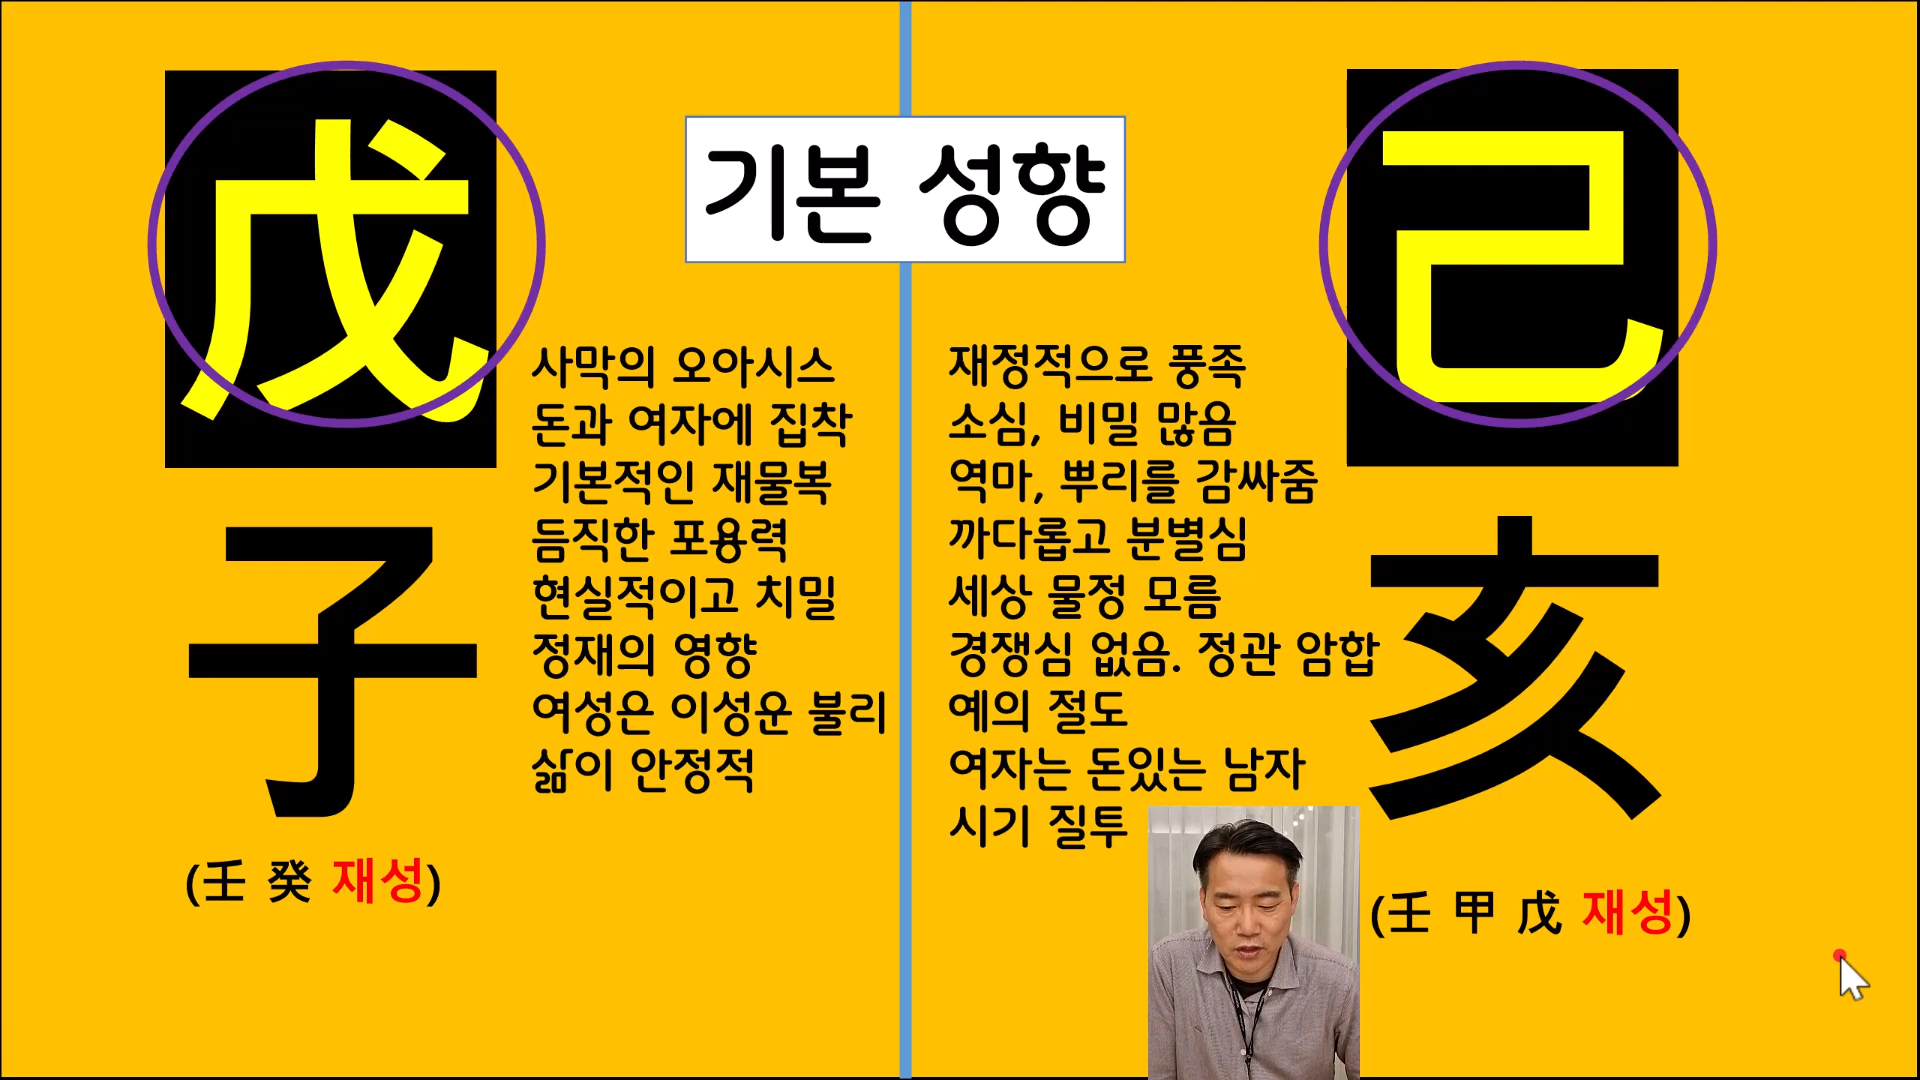 기본 성향
戊
子
(壬 癸 재성)
사막의 오아시스
돈과 여자에 집착
기본적인 재물복
듬직한 포용력
현실적이고 치밀
정재의 영향
여성은 이성운 불리
삶이 안정적
재정적으로 풍족
소심, 비밀 많음
역마, 뿌리를 감싸줌
까다롭고 분별심
세상 물정 모름
경쟁심 없음. 정관 암합
예의 절도
여자는 돈있는 남자
시기 질투
己
亥
(壬 甲 戊 재성)